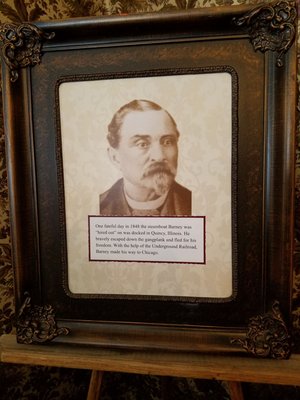 One fateful day in 1848 the steamboat Barney was
"hired out" on was docked in Quincy, Illinois. He
bravely escaped down the gangplank and fled for his
freedom. With the help of the Underground Railroad,
Barney made his way to Chicago.